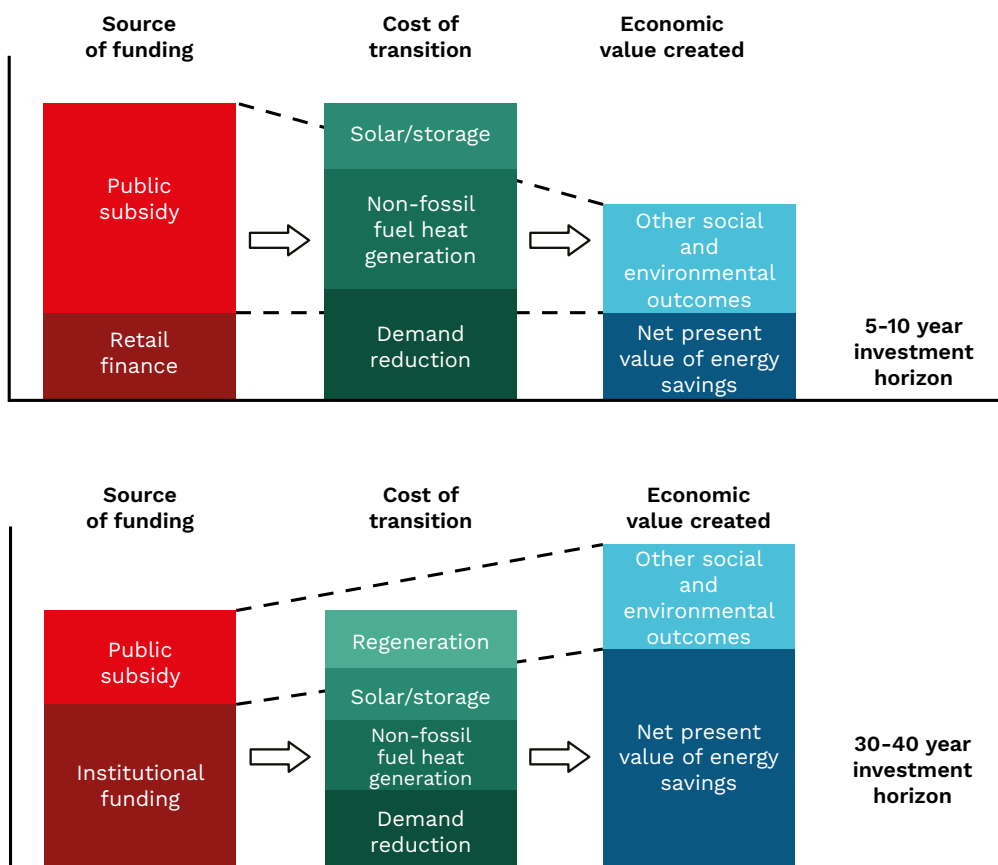 Source
of funding
Cost of
transition
Economic
value created
Public
subsidy
Retail
finance
Solar/storage
Non-fossil
fuel heat
generation
Demand
reduction
Other social
and
environmental
outcomes
Net present
value of energy
savings
5-10 year
investment
horizon
Source
of funding
Cost of
transition
Economic
value created
Public
subsidy
Institutional
funding
Regeneration
Solar/storage
Non-fossil
fuel heat
generation
Demand
reduction
Other social
and
environmental
outcomes
Net present
value of energy
savings
30-40 year
investment
horizon